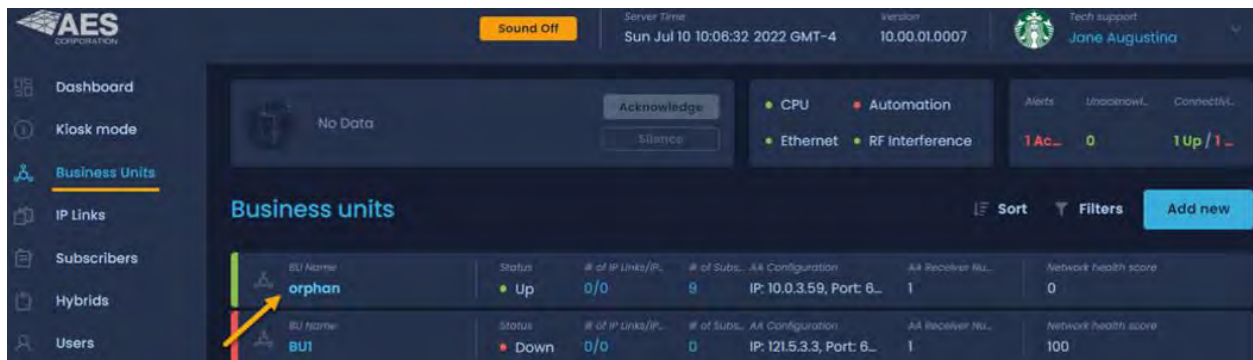 AES
CORPORATION
Sound Off
Server Time
Sun Jul 10 10:06:32 2022 GMT-4
Version
10.00.01.0007
Tech support
Jane Augustina
Dashboard
Kiosk mode
Business Units
IP Links
Subscribers
Hybrids
Users
No Data
Acknowledge
Silence
CPU
Automation
Ethernet
RF Interference
Alerts
Unacknowl...
Connectivi...
1 Ac...
0
1 Up / 1 ...
Business units
Sort
Filters
Add new
BU Name
Status
# of IP Links/IP...
# of Subs...
AA Configuration
AA Receiver Nu...
Network health score
orphan
Up
0/0
9
IP: 10.0.3.59, Port: 6...
1
0
BU Name
Status
# of IP Links/IP...
# of Subs...
AA Configuration
AA Receiver Nu...
Network health score
BU1
Down
0/0
0
IP: 121.5.3.3, Port: 6...
1
100